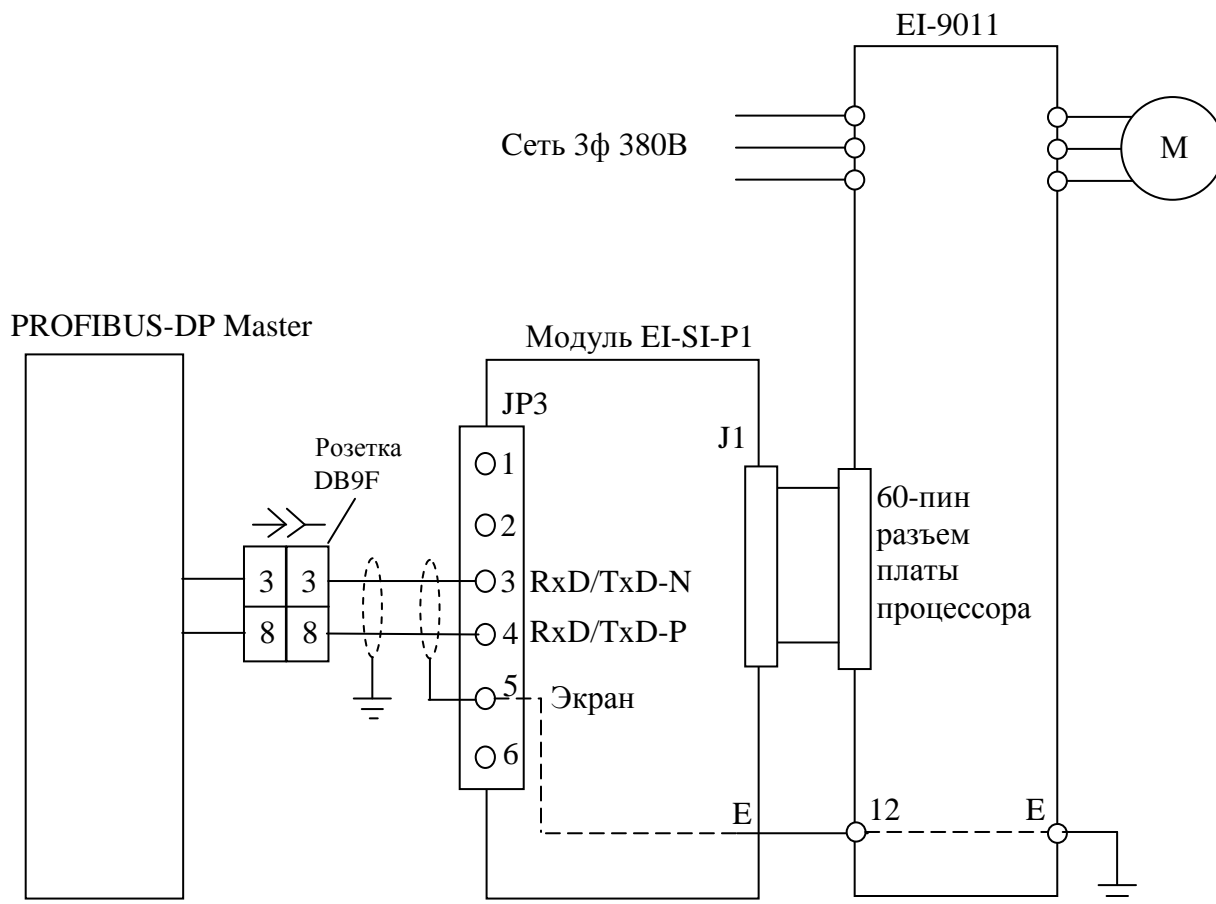 EI-9011
Сеть 3ф 380В
М
PROFIBUS-DP Master
Модуль EI-SI-P1
JP3
J1
Розетка
DB9F
1
2
3 3
3 RxD/TxD-N
8 8
4 RxD/TxD-P
5 Экран
6
60-пин
разъем
платы
процессора
E
12
E